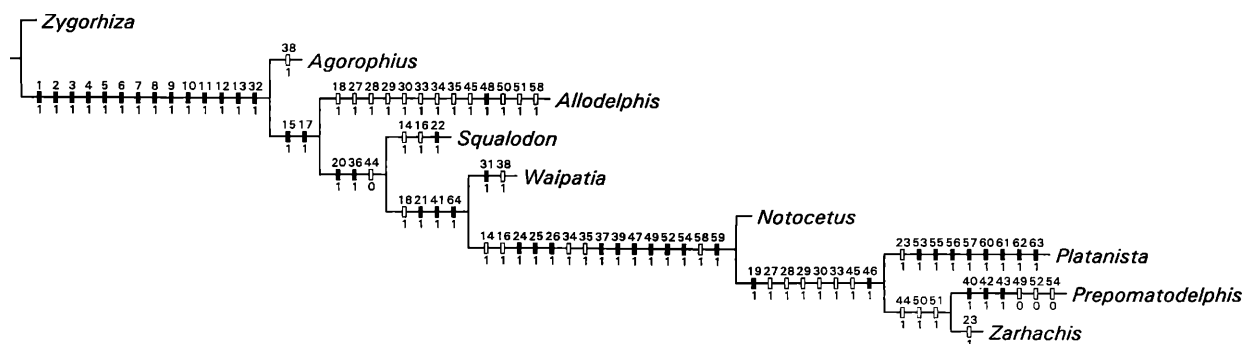 Zygorhiza
38
1 Agorophius
1 2 3 4 5 6 7 8 9 10 11 12 13 32
1 1 1 1 1 1 1 1 1 1 1 1 1 1
18 27 28 29 30 33 34 35 45 48 50 51 58
1 1 1 1 1 1 1 1 1 1 1 1 1
Allodelphis
15 17
1 1
14 16 22
1 1 1
Squalodon
20 36 44
1 1 0
31 38
1 1
Waipatia
18 21 41 64
1 1 1 1
Notocetus
14 16 24 25 26 34 35 37 39 47 49 52 54 58 59
1 1 1 1 1 1 1 1 1 1 1 1 1 1 1
23 53 55 56 57 60 61 62 63
1 1 1 1 1 1 1 1 1
Platanista
19 27 28 29 30 33 45 46
1 1 1 1 1 1 1 1
40 42 43 49 52 54
1 1 1 0 0 0
Prepomatodelphis
44 50 51
1 1 1
23
1
Zarhachis